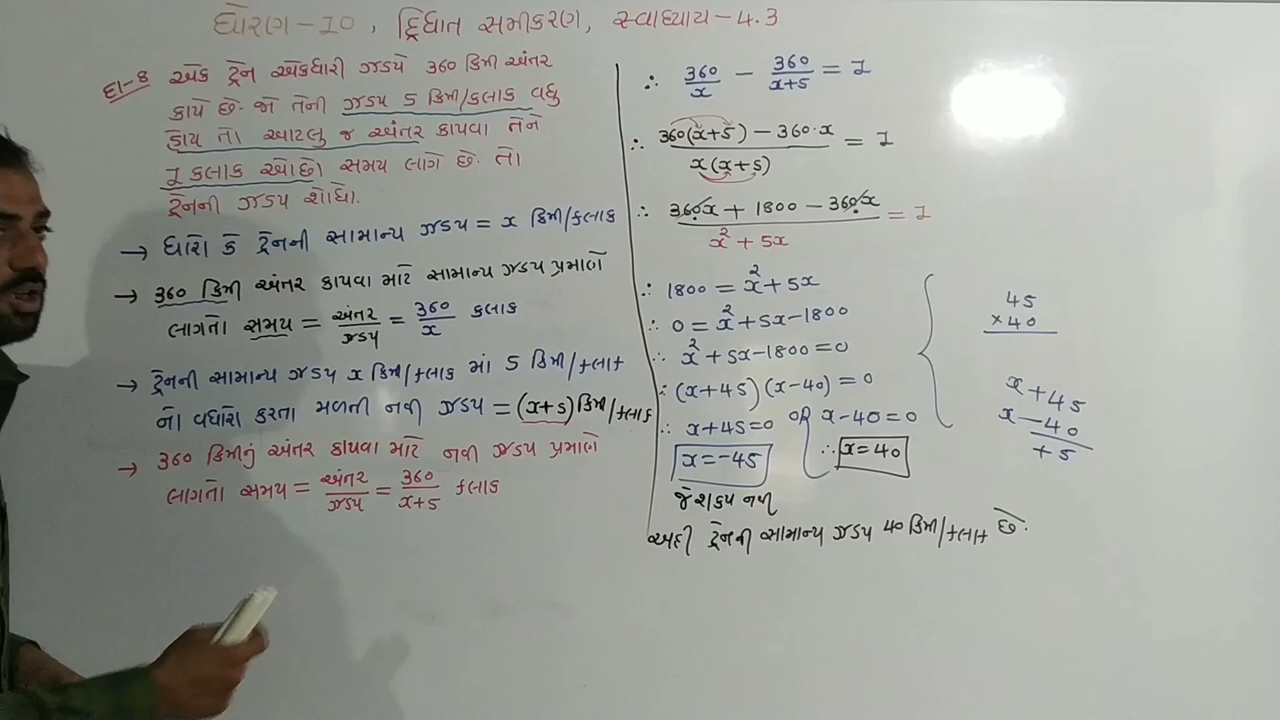 ધોરણ-10, દ્વિઘાત સમીકરણ, સ્વાધ્યાય-4.3
દા-8 એક ટ્રેન એકધારી ઝડપે 360 કિમી અંતર
કાપે છે. જો તેની ઝડપ 5 કિમી/કલાક વધુ
હોય તો આટલુ જ અંતર કાપવા તેને
1 કલાક ઓછો સમય લાગે છે. તો
ટ્રેનની ઝડપ શોધો.
→ ધારો કે ટ્રેનની સામાન્ય ઝડપ = x કિમી/કલાક
→ 360 કિમી અંતર કાપવા માટે સામાન્ય ઝડપ પ્રમાણે
લાગતો સમય = અંતર/ઝડપ = 360/x કલાક
→ ટ્રેનની સામાન્ય ઝડપ x કિમી/કલાક માં 5 કિમી/કલાક
નો વધારો કરતા મળતી નવી ઝડપ = (x+5) કિમી/કલાક
→ 360 કિમીનું અંતર કાપવા માટે નવી ઝડપ પ્રમાણે
લાગતો સમય = અંતર/ઝડપ = 360/x+5 કલાક
∴ 360/x - 360/x+5 = 1
∴ 360(x+5) - 360·x / x(x+5) = 1
∴ 360x + 1800 - 360x / x² + 5x = 1
∴ 1800 = x² + 5x
∴ 0 = x² + 5x - 1800
∴ x² + 5x - 1800 = 0
∴ (x+45) (x-40) = 0
∴ x+45=0 or x-40=0
x=-45 ∴ x=40
જે શક્ય નથી
અહી ટ્રેનની સામાન્ય ઝડપ 40 કિમી/કલાક છે.
45
×40
x+45
x-40
+5